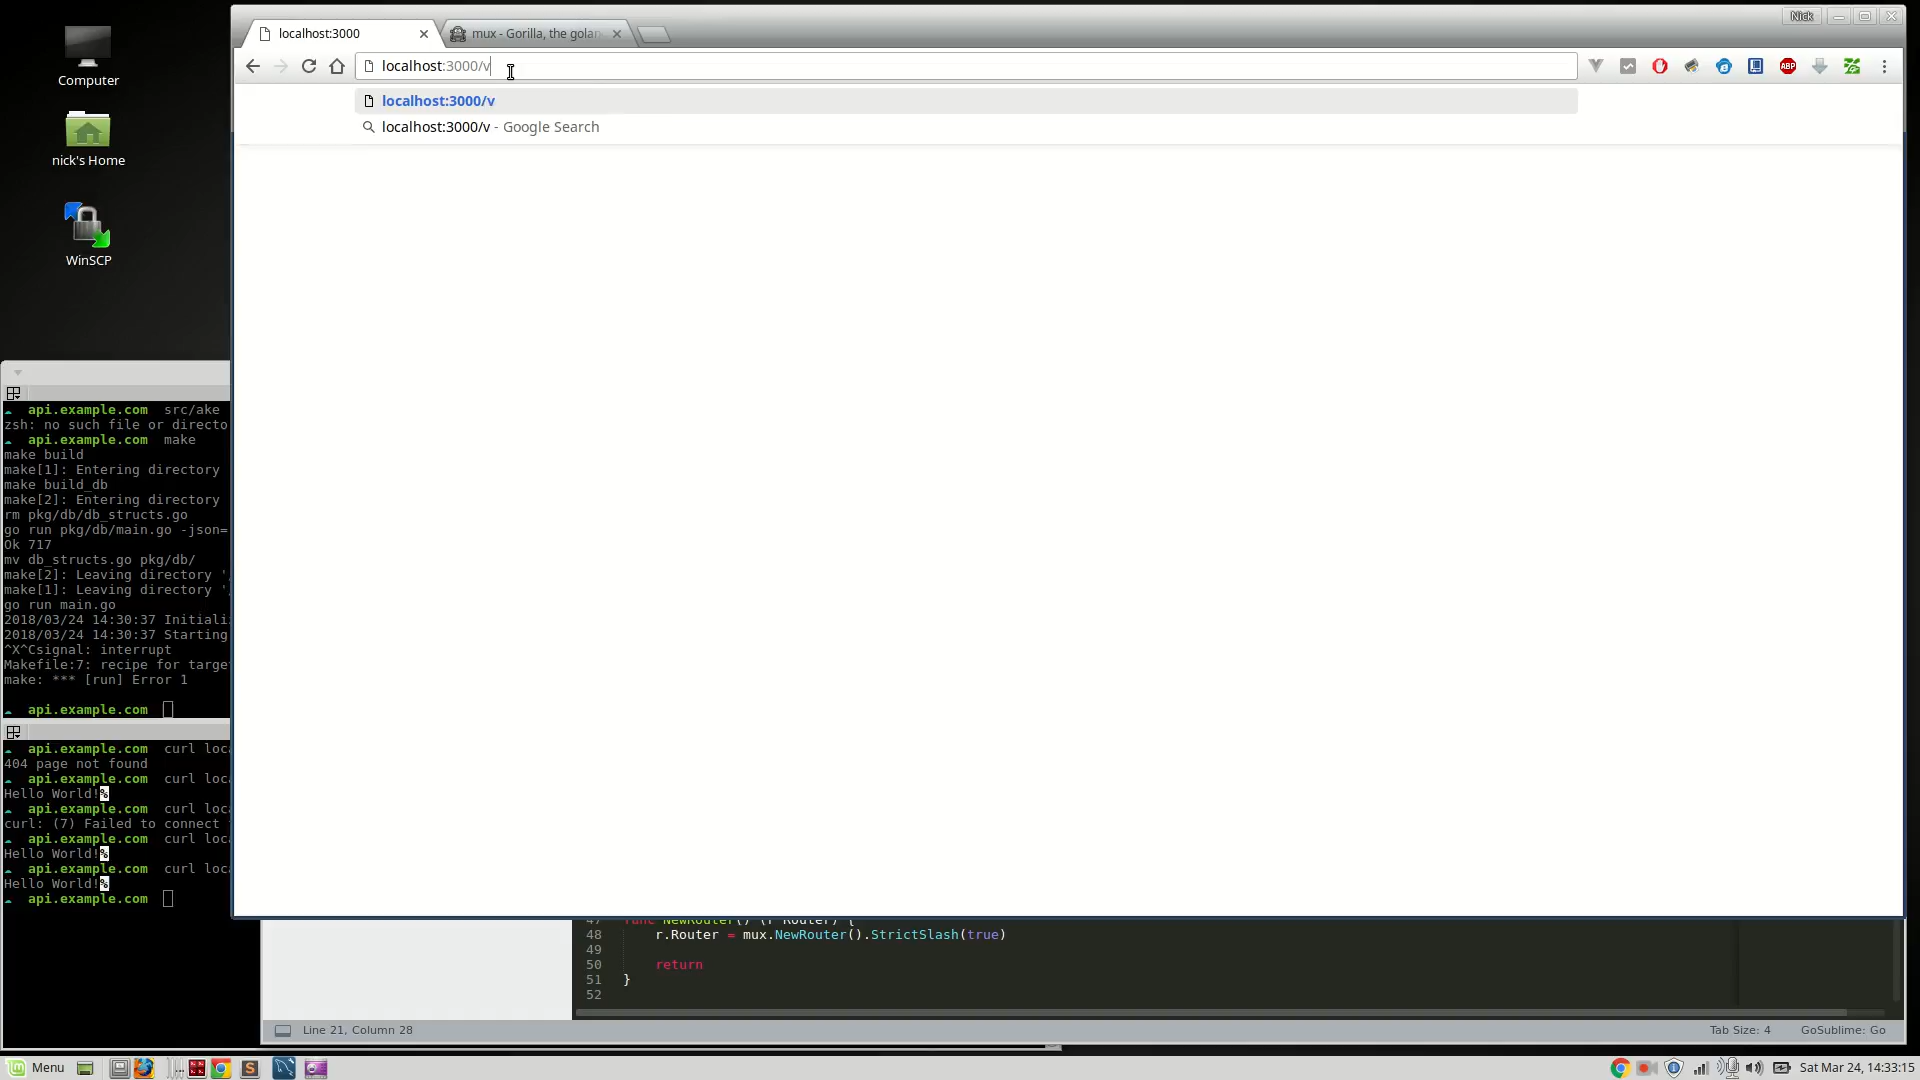 Computer
nick's Home
WinSCP
localhost:3000
mux - Gorilla, the golan
Nick
localhost:3000/v
localhost:3000/v
localhost:3000/v - Google Search
ABP
api.example.com src/ake
zsh: no such file or directo
api.example.com make
make build
make[1]: Entering directory
make build_db
make[2]: Entering directory
rm pkg/db/db_structs.go
go run pkg/db/main.go -json=
Ok 717
mv db_structs.go pkg/db/
make[2]: Leaving directory '
make[1]: Leaving directory '
go run main.go
2018/03/24 14:30:37 Initiali
2018/03/24 14:30:37 Starting
^X^Csignal: interrupt
Makefile:7: recipe for targe
make: *** [run] Error 1
api.example.com
api.example.com curl loc
404 page not found
api.example.com curl loc
Hello World!%
api.example.com curl loc
curl: (7) Failed to connect
api.example.com curl loc
Hello World!%
api.example.com curl loc
Hello World!%
api.example.com
47 func NewRouter() (r Router) {
48 r.Router = mux.NewRouter().StrictSlash(true)
49
50 return
51 }
52
Line 21, Column 28
Tab Size: 4
GoSublime: Go
Menu
Sat Mar 24, 14:33:15